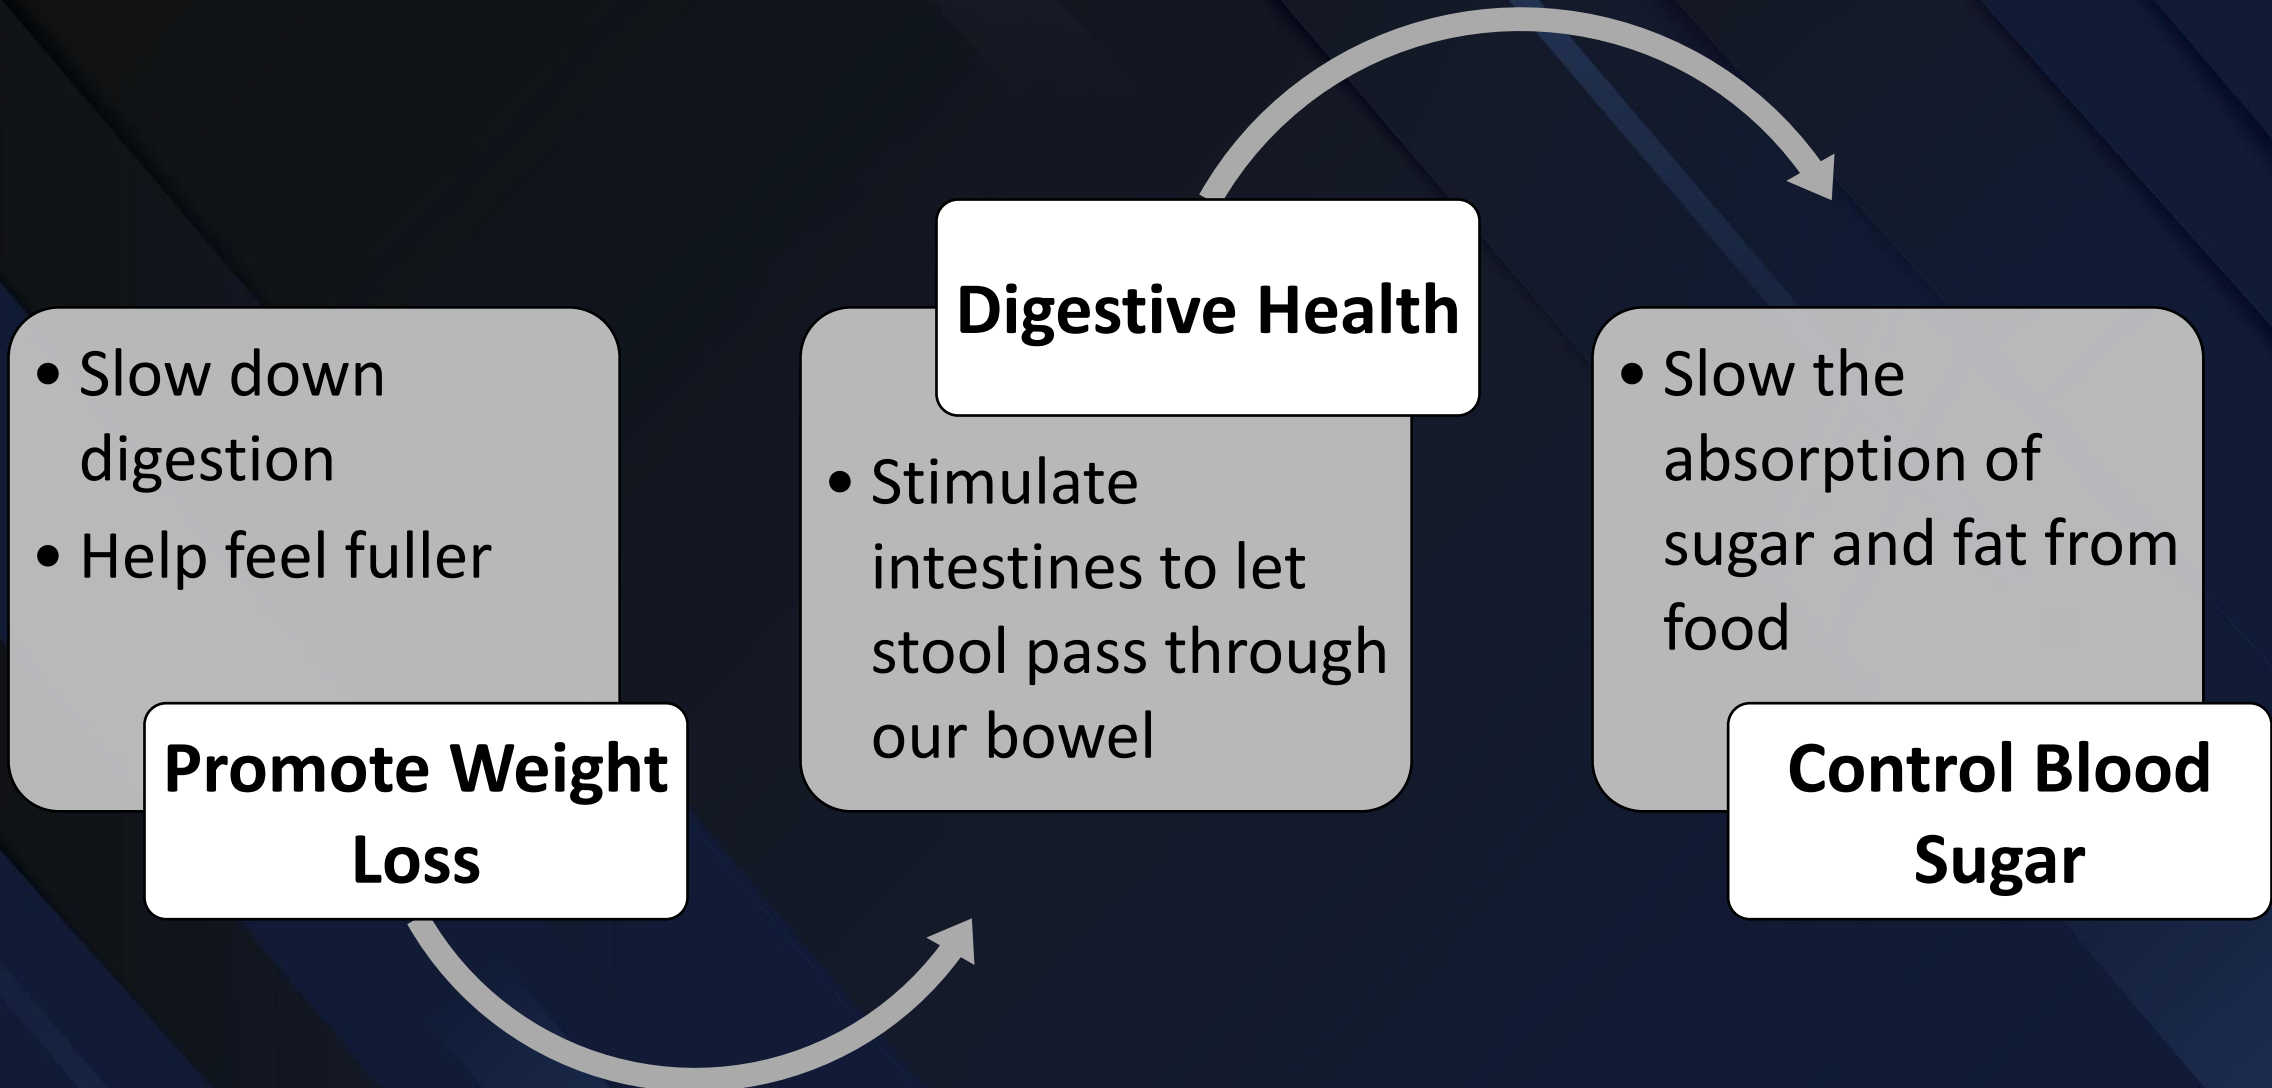 • Slow down
digestion
• Help feel fuller
Promote Weight
Loss
Digestive Health
• Stimulate
intestines to let
stool pass through
our bowel
• Slow the
absorption of
sugar and fat from
food
Control Blood
Sugar